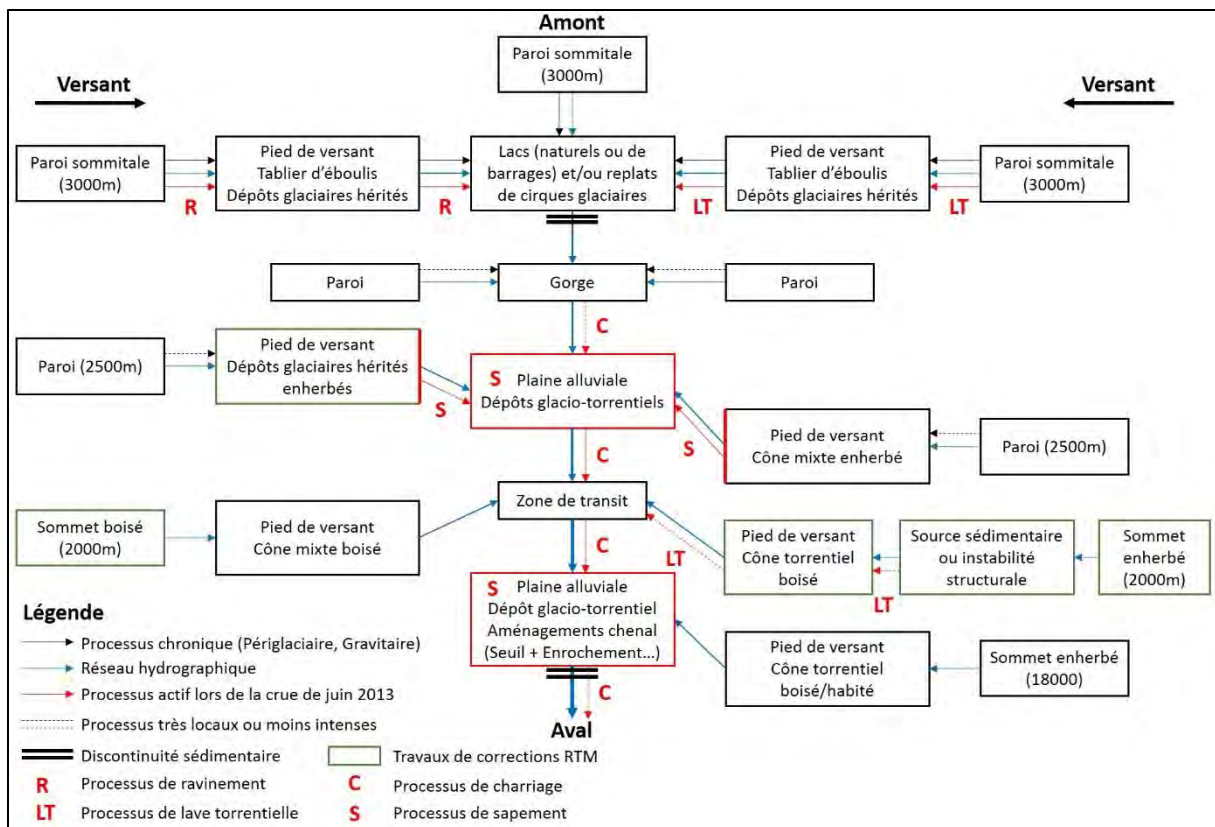 Amont
Paroi sommitale
(3000m)
Versant
Versant
Paroi sommitale
(3000m)
R
Pied de versant
Tablier d'éboulis
Dépôts glaciaires hérités
R
Lacs (naturels ou de
barrages) et/ou replats
de cirques glaciaires
LT
Pied de versant
Tablier d'éboulis
Dépôts glaciaires hérités
LT
Paroi sommitale
(3000m)
Paroi
Gorge
Paroi
C
Paroi (2500m)
Pied de versant
Dépôts glaciaires hérités
enherbés
S
S Plaine alluviale
Dépôts glacio-torrentiels
S
Pied de versant
Cône mixte enherbé
Paroi (2500m)
C
Sommet boisé
(2000m)
Pied de versant
Cône mixte boisé
Zone de transit
C
LT
Pied de versant
Cône torrentiel
boisé
LT
Source sédimentaire
ou instabilité
structurale
Sommet
enherbé
(2000m)
S Plaine alluviale
Dépôt glacio-torrentiel
Aménagements chenal
(Seuil + Enrochement...)
Pied de versant
Cône torrentiel
boisé/habité
Sommet enherbé
(18000)
C
Aval
Légende
Processus chronique (Périglaciaire, Gravitaire)
Réseau hydrographique
Processus actif lors de la crue de juin 2013
Processus très locaux ou moins intenses
Discontinuité sédimentaire
Travaux de corrections RTM
R Processus de ravinement
C Processus de charriage
LT Processus de lave torrentielle
S Processus de sapement